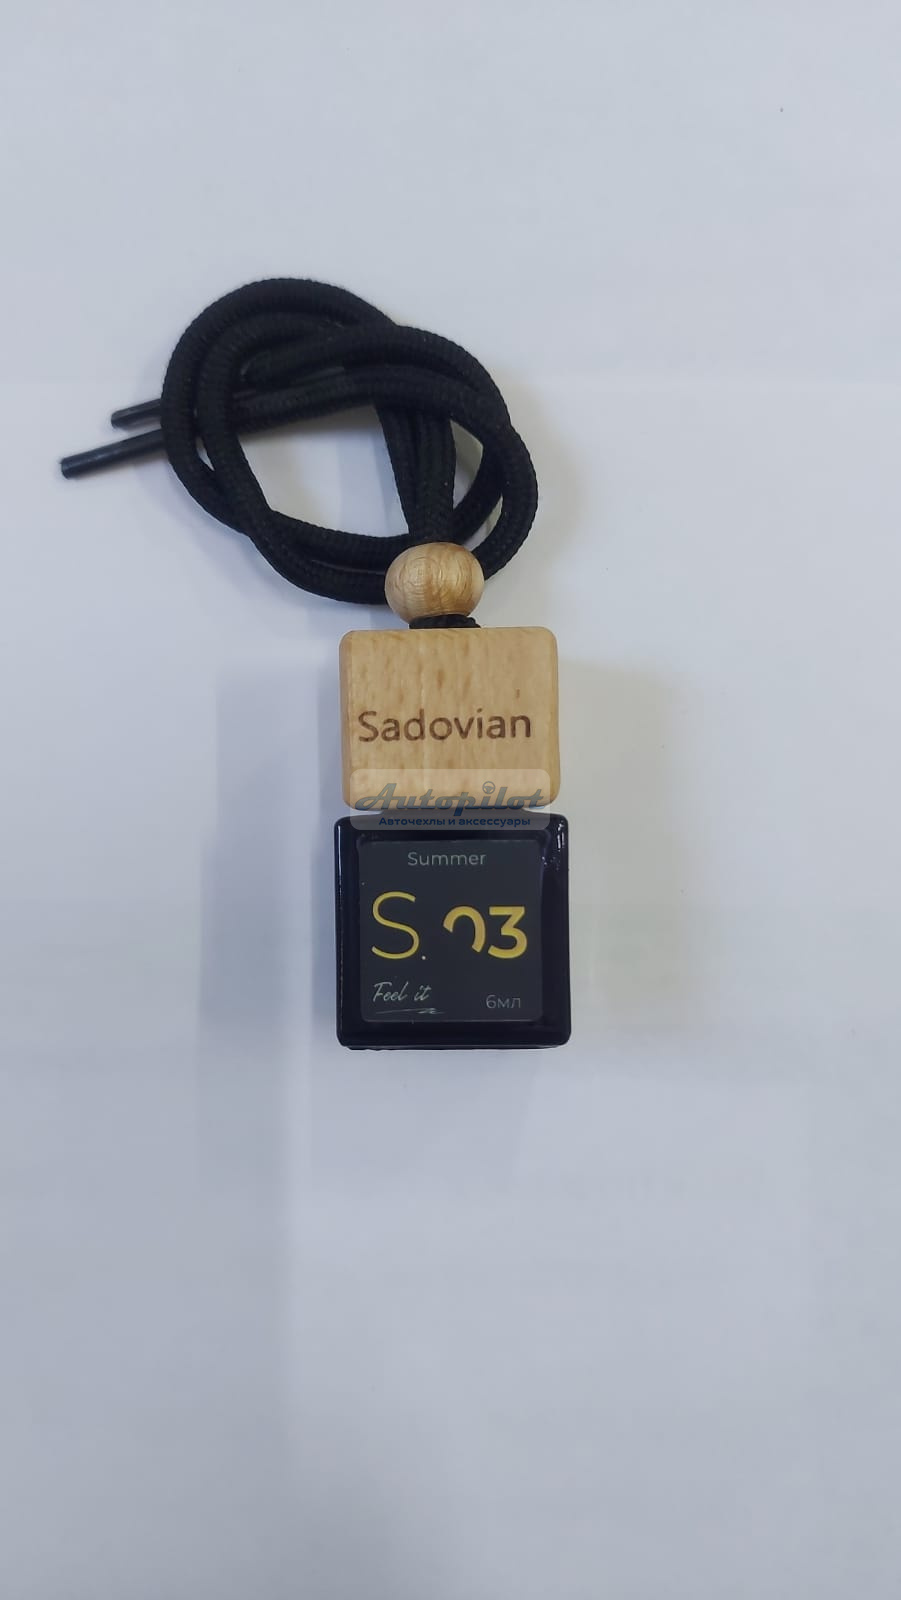 Sadovian
Autopilot
Авточехлы и аксессуары
Summer
S.03
Feel it
6мл